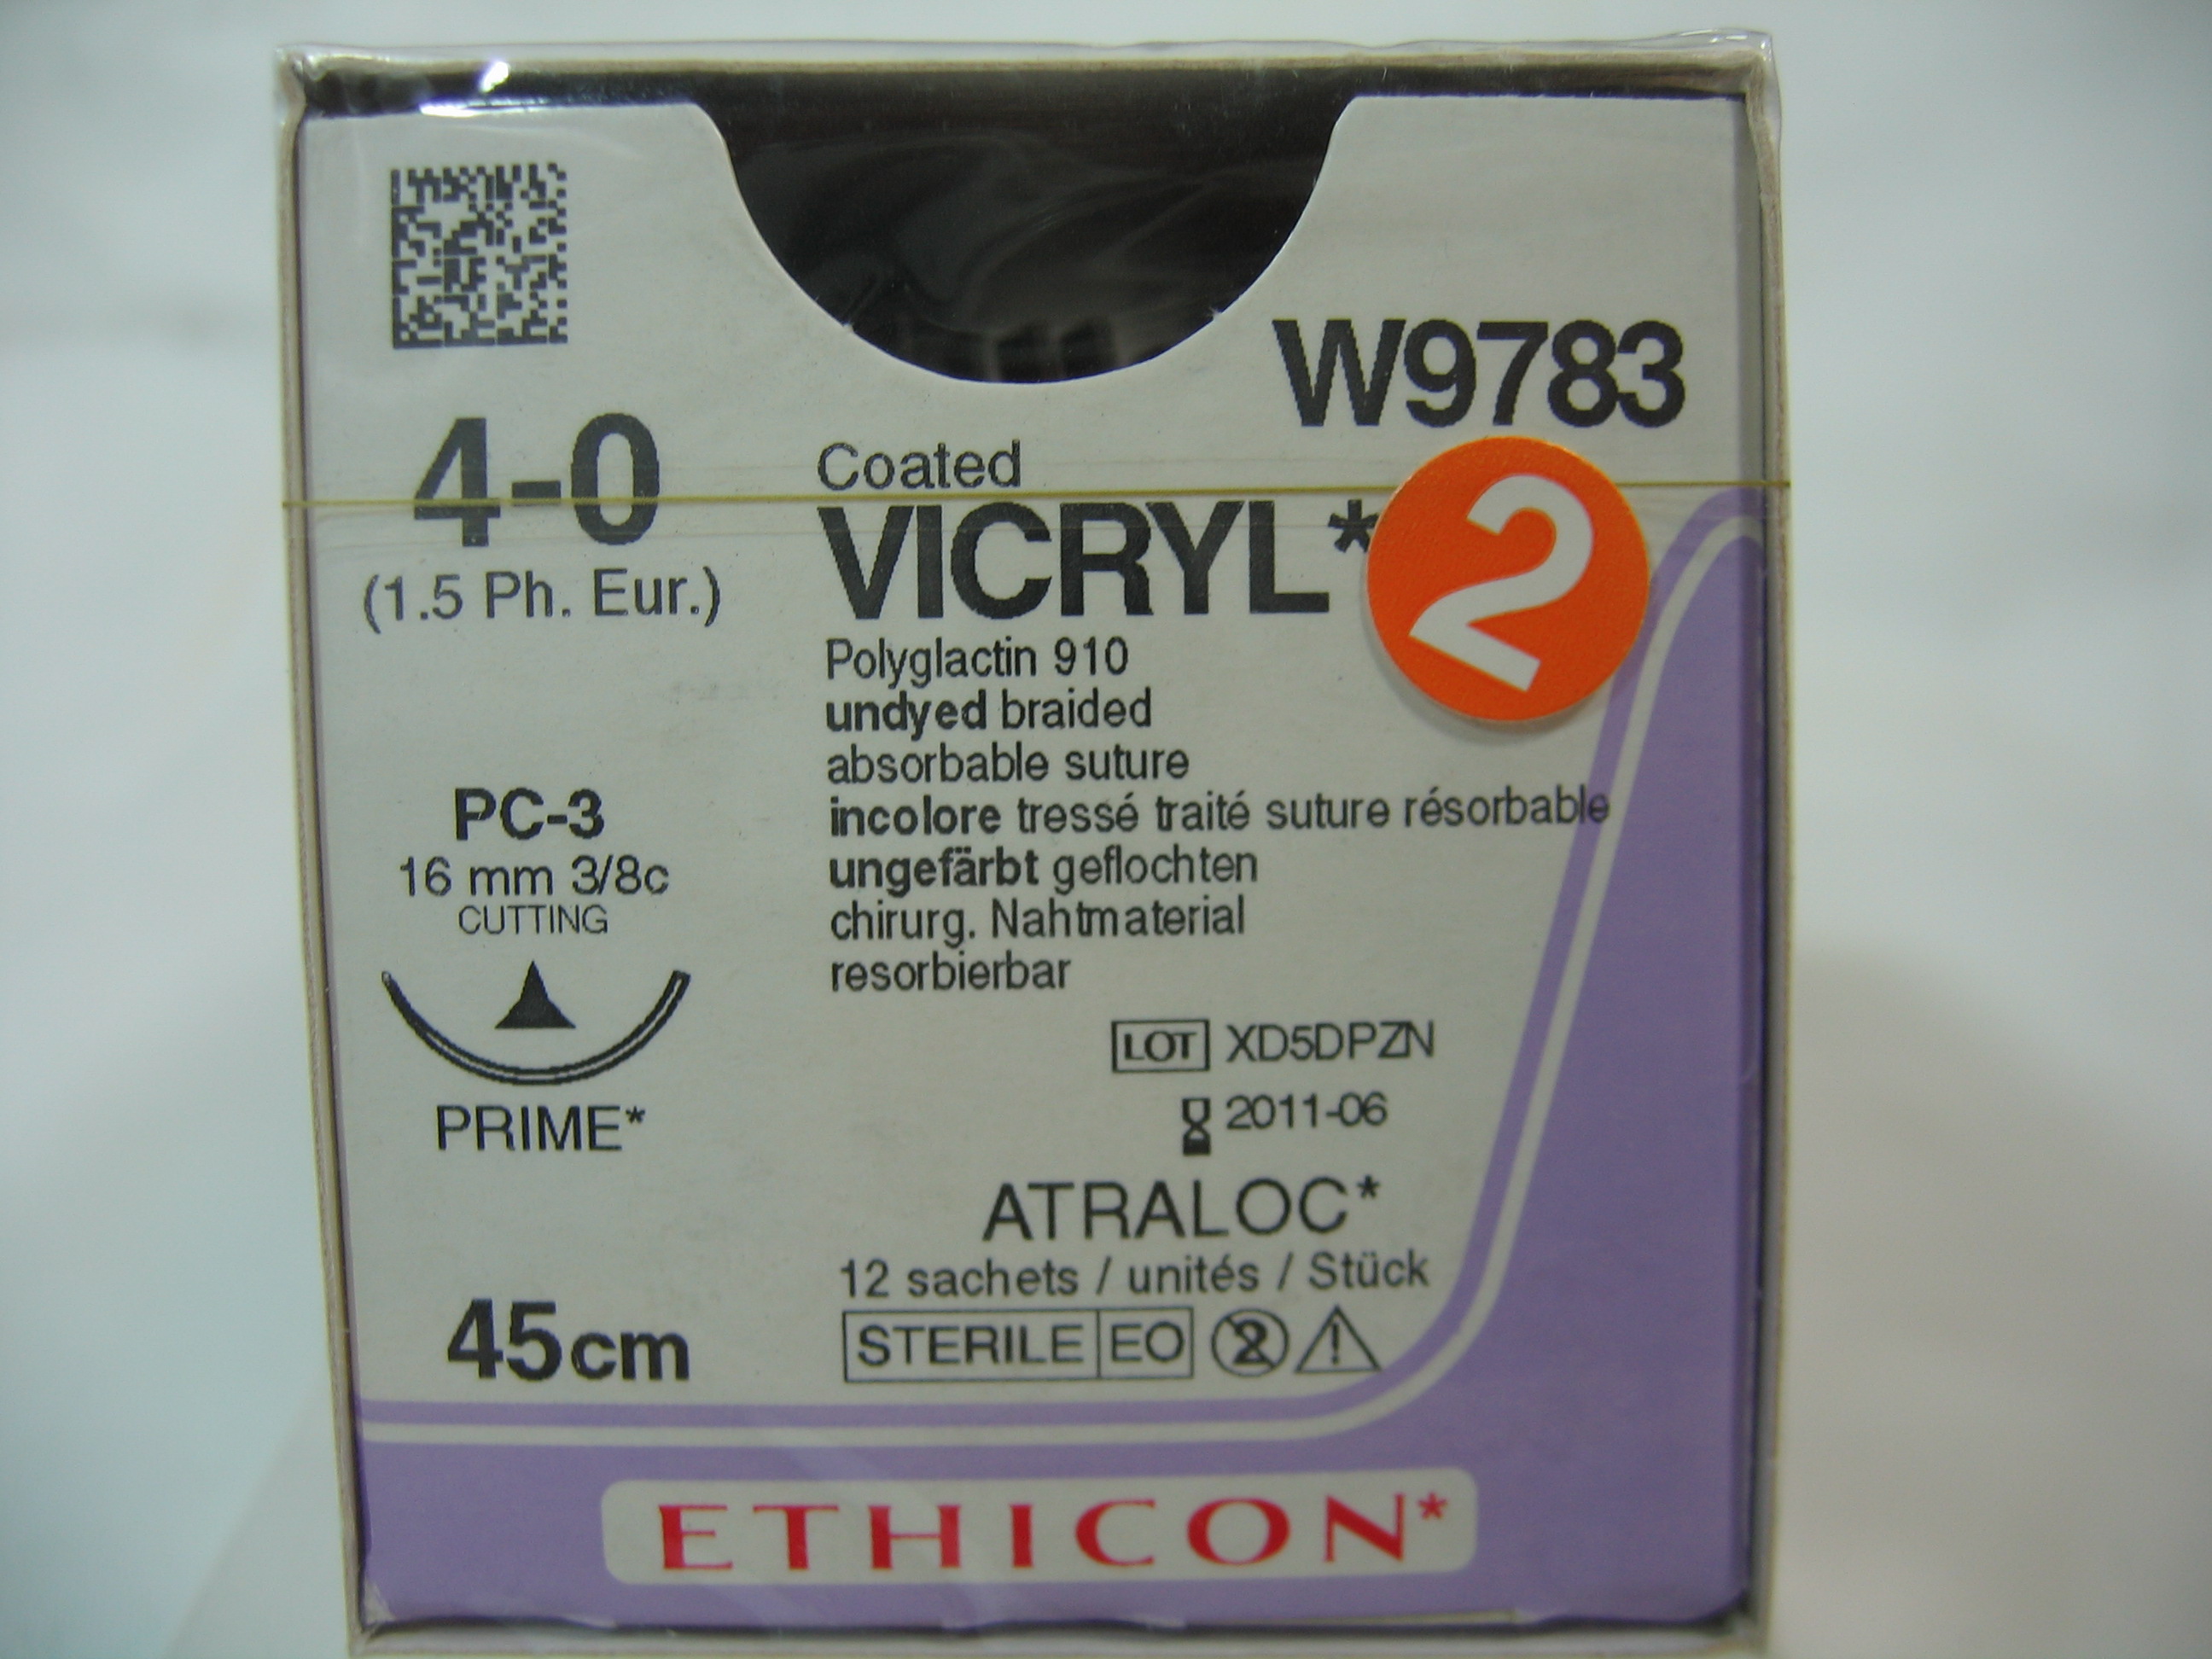 W9783
4-0
(1.5 Ph. Eur.)
Coated
VICRYL*
2
Polyglactin 910
undyed braided
absorbable suture
incolore tressé traité suture résorbable
ungefärbt geflochten
chirurg. Nahtmaterial
resorbierbar
PC-3
16 mm 3/8c
CUTTING
PRIME*
LOT XD5DPZN
2011-06
ATRALOC*
12 sachets / unités / Stück
45cm
STERILE EO 2 !
ETHICON*